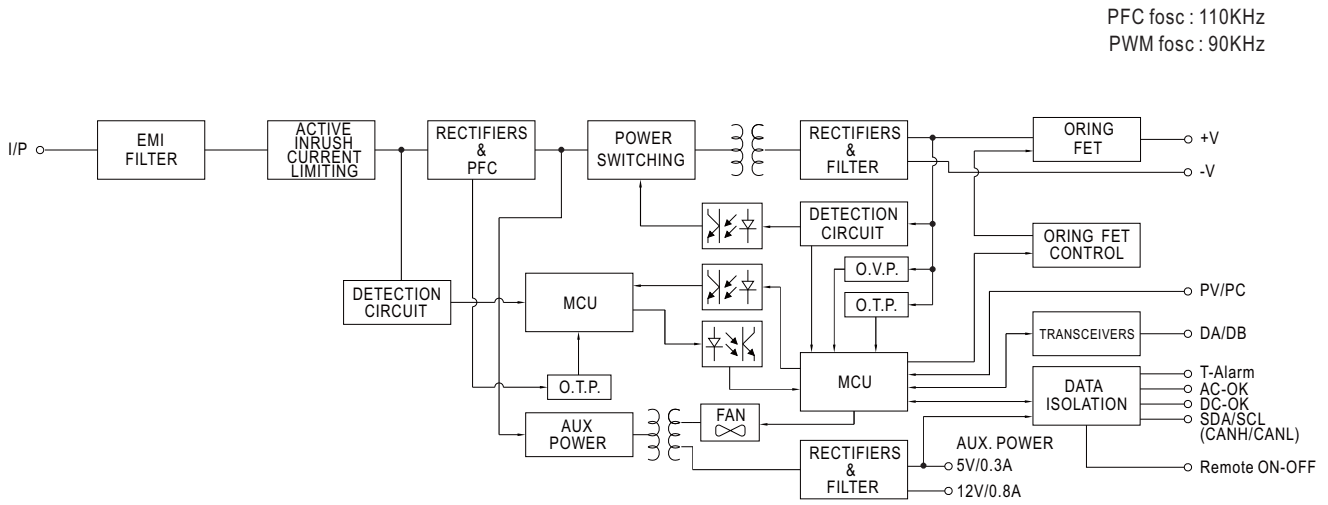 PFC fosc : 110KHz
PWM fosc : 90KHz
I/P
EMI
FILTER
ACTIVE
INRUSH
CURRENT
LIMITING
RECTIFIERS
&
PFC
POWER
SWITCHING
RECTIFIERS
&
FILTER
ORING
FET
+V
-V
DETECTION
CIRCUIT
ORING FET
CONTROL
O.V.P.
O.T.P.
DETECTION
CIRCUIT
MCU
PV/PC
TRANSCEIVERS
DA/DB
O.T.P.
MCU
DATA
ISOLATION
T-Alarm
AC-OK
DC-OK
SDA/SCL
(CANH/CANL)
AUX
POWER
FAN
RECTIFIERS
&
FILTER
AUX. POWER
5V/0.3A
12V/0.8A
Remote ON-OFF